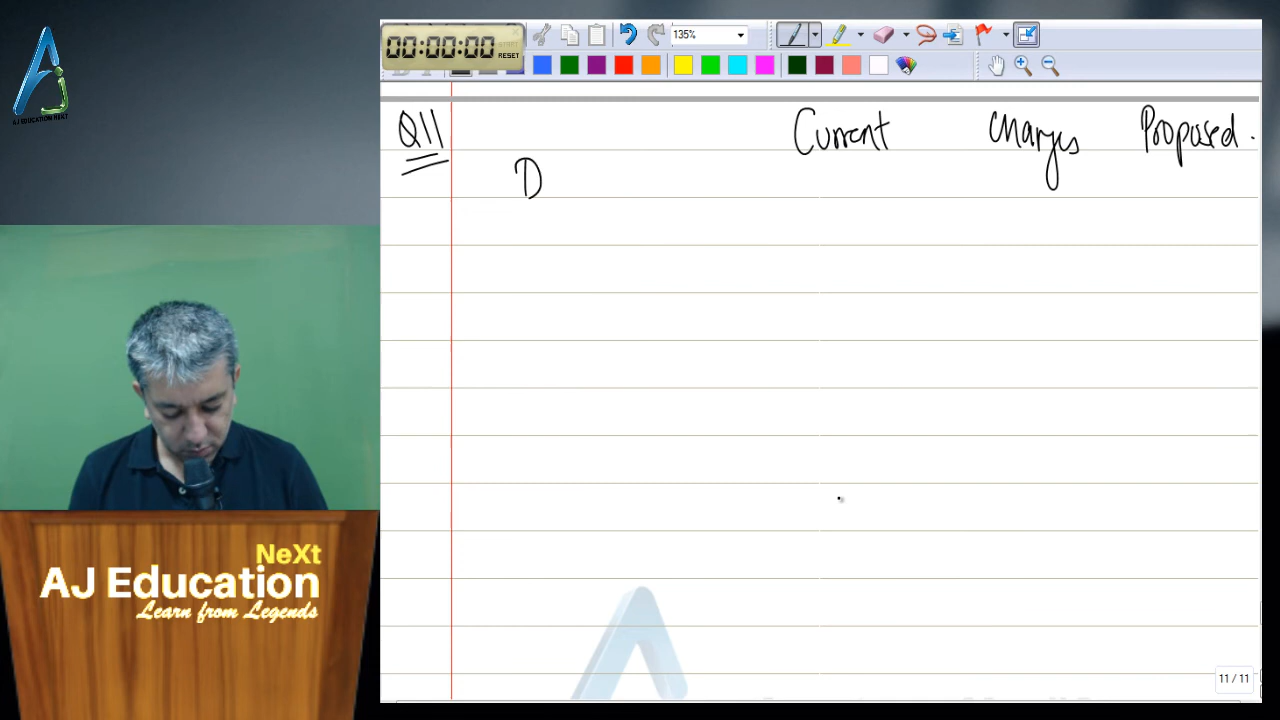 AJ EDUCATION NEXT
00:00:00
RESET
135%
Q11 Current Changes Proposed.
D
NeXt
AJ Education
Learn from Legends
11 / 11